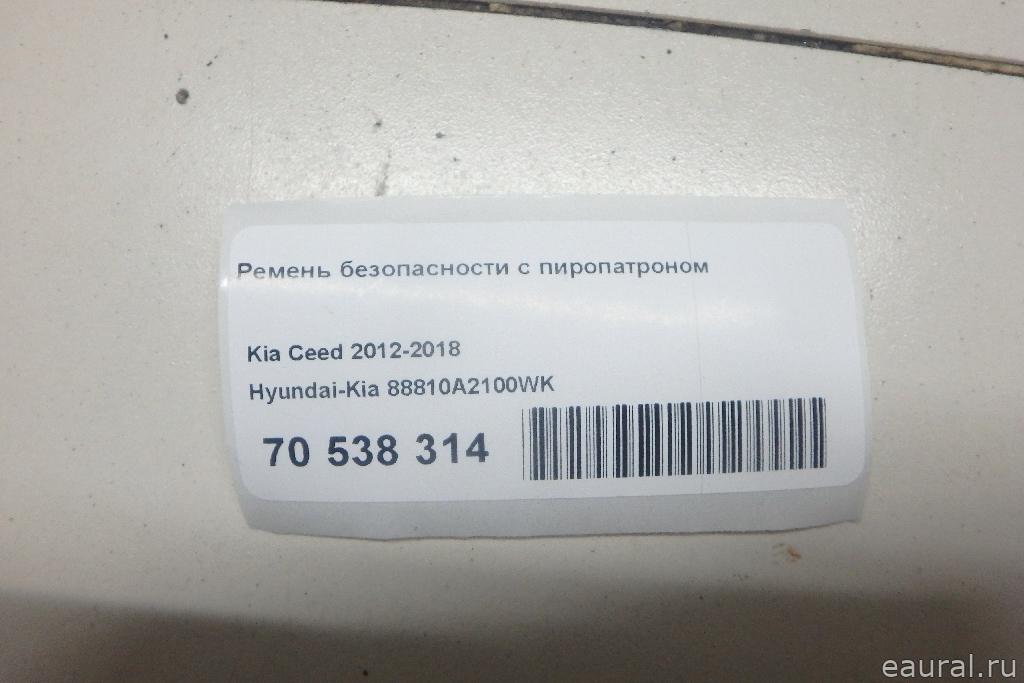 Ремень безопасности с пиропатроном
Kia Ceed 2012-2018
Hyundai-Kia 88810A2100WK
70 538 314
eaural.ru